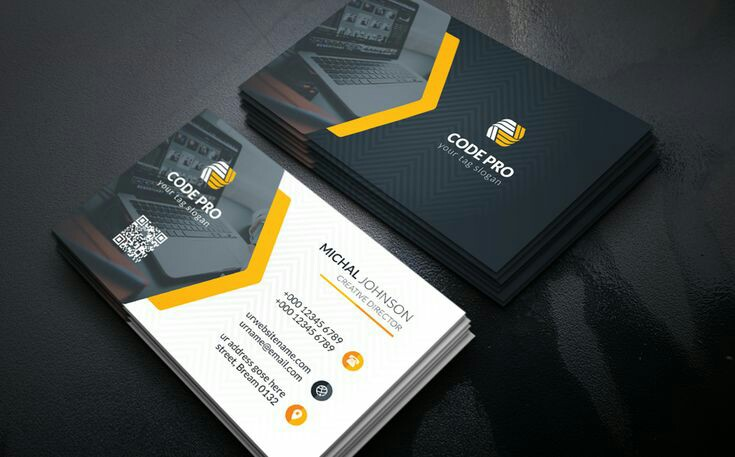 CODE PRO
your tag slogan
CODE PRO
your tag slogan
MICHAL JOHNSON
CREATIVE DIRECTOR
+000 12345 6789
+000 12345 6789
urwebsitename.com
urname@email.com
ur address gose here
street, Bream 0132